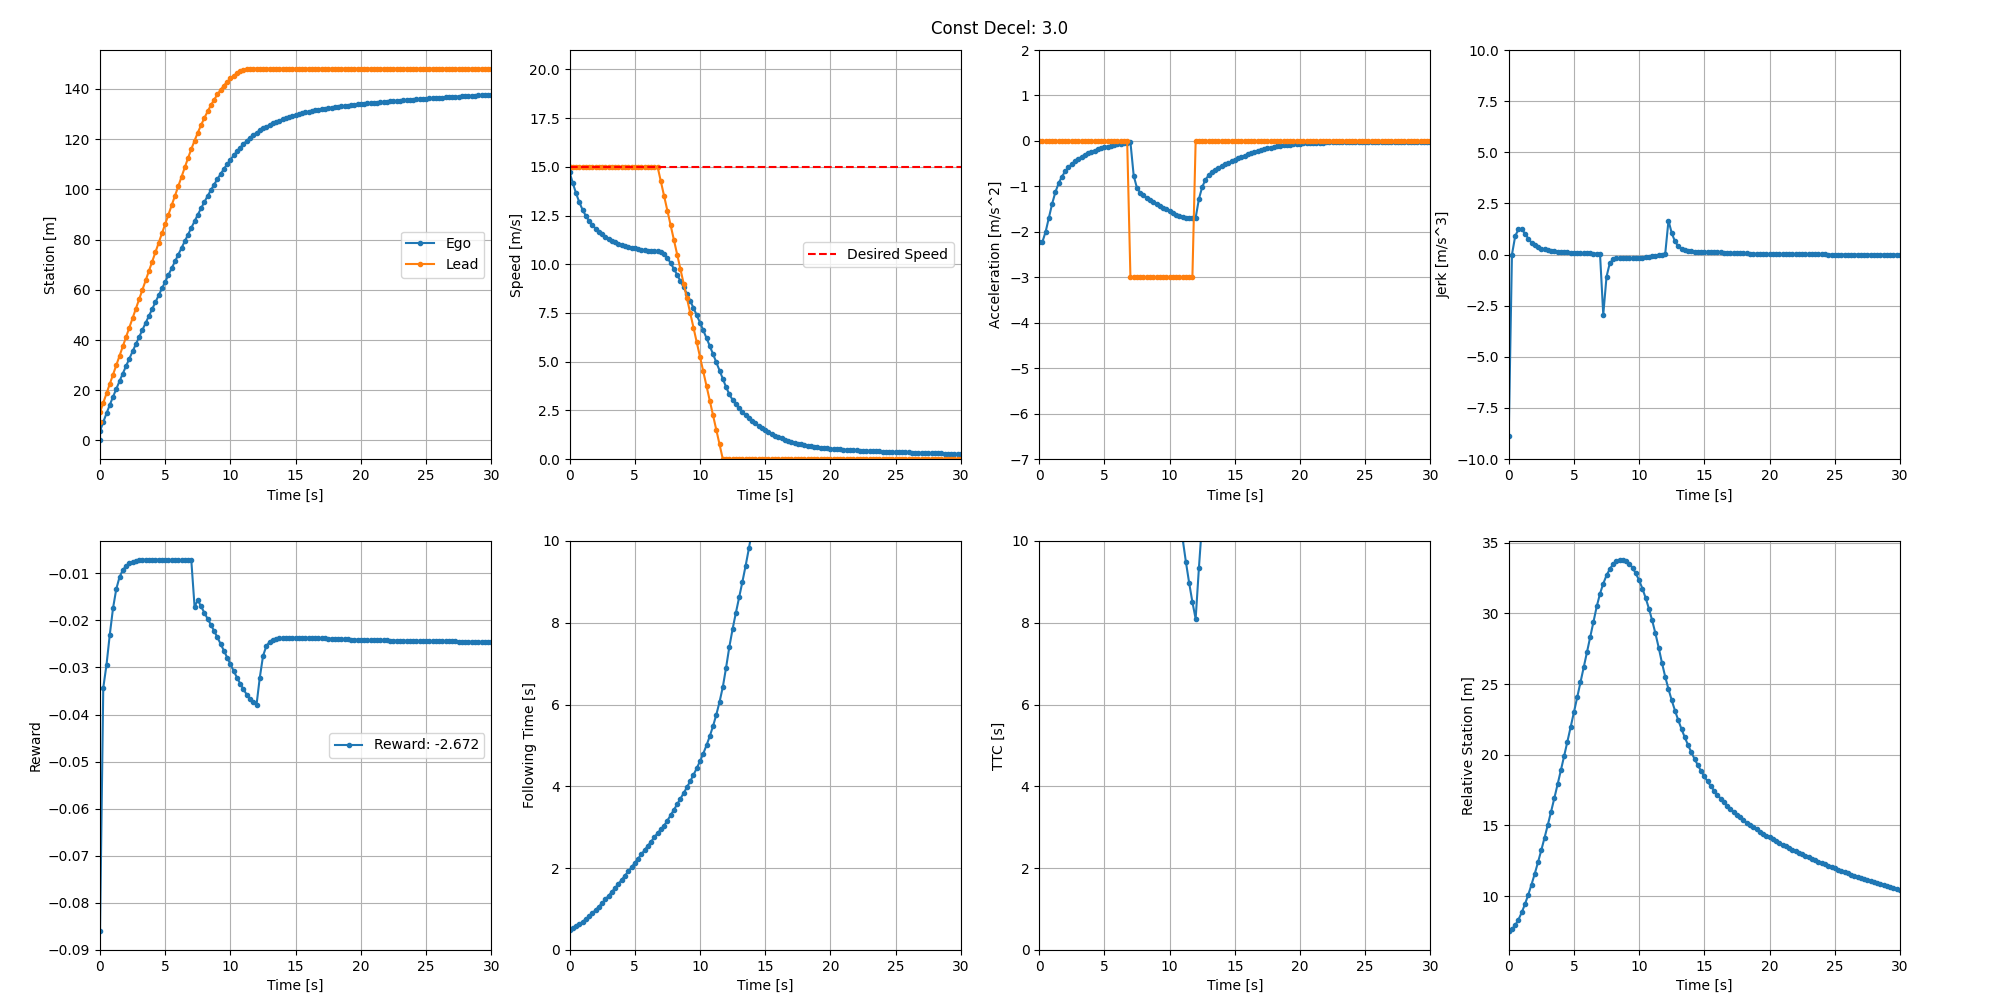 Const Decel: 3.0
Station [m]
140
120
100
80
60
40
20
0
Ego
Lead
0 5 10 15 20 25 30
Time [s]
Speed [m/s]
20.0
17.5
15.0
12.5
10.0
7.5
5.0
2.5
0.0
Desired Speed
0 5 10 15 20 25 30
Time [s]
Acceleration [m/s^2]
2
1
0
−1
−2
−3
−4
−5
−6
−7
0 5 10 15 20 25 30
Time [s]
Jerk [m/s^3]
10.0
7.5
5.0
2.5
0.0
−2.5
−5.0
−7.5
−10.0
0 5 10 15 20 25 30
Time [s]
Reward
−0.01
−0.02
−0.03
−0.04
−0.05
−0.06
−0.07
−0.08
−0.09
Reward: -2.672
0 5 10 15 20 25 30
Time [s]
Following Time [s]
10
8
6
4
2
0
0 5 10 15 20 25 30
Time [s]
TTC [s]
10
8
6
4
2
0
0 5 10 15 20 25 30
Time [s]
Relative Station [m]
35
30
25
20
15
10
0 5 10 15 20 25 30
Time [s]